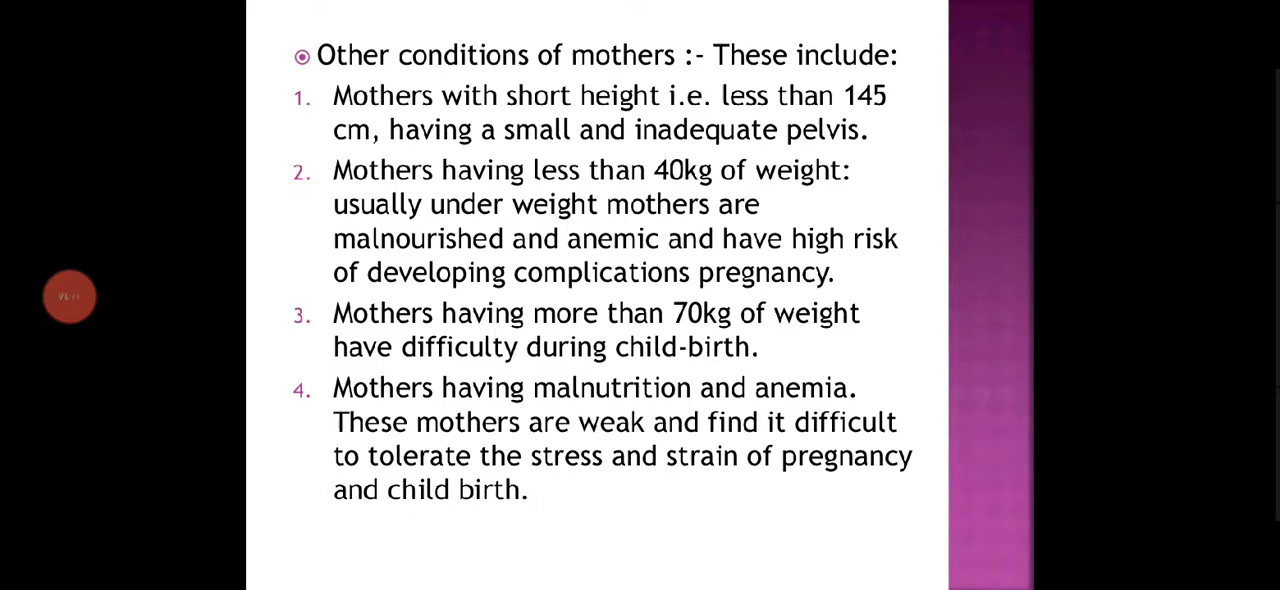 Other conditions of mothers :- These include:
1. Mothers with short height i.e. less than 145
cm, having a small and inadequate pelvis.
2. Mothers having less than 40kg of weight:
usually under weight mothers are
malnourished and anemic and have high risk
of developing complications pregnancy.
3. Mothers having more than 70kg of weight
have difficulty during child-birth.
4. Mothers having malnutrition and anemia.
These mothers are weak and find it difficult
to tolerate the stress and strain of pregnancy
and child birth.